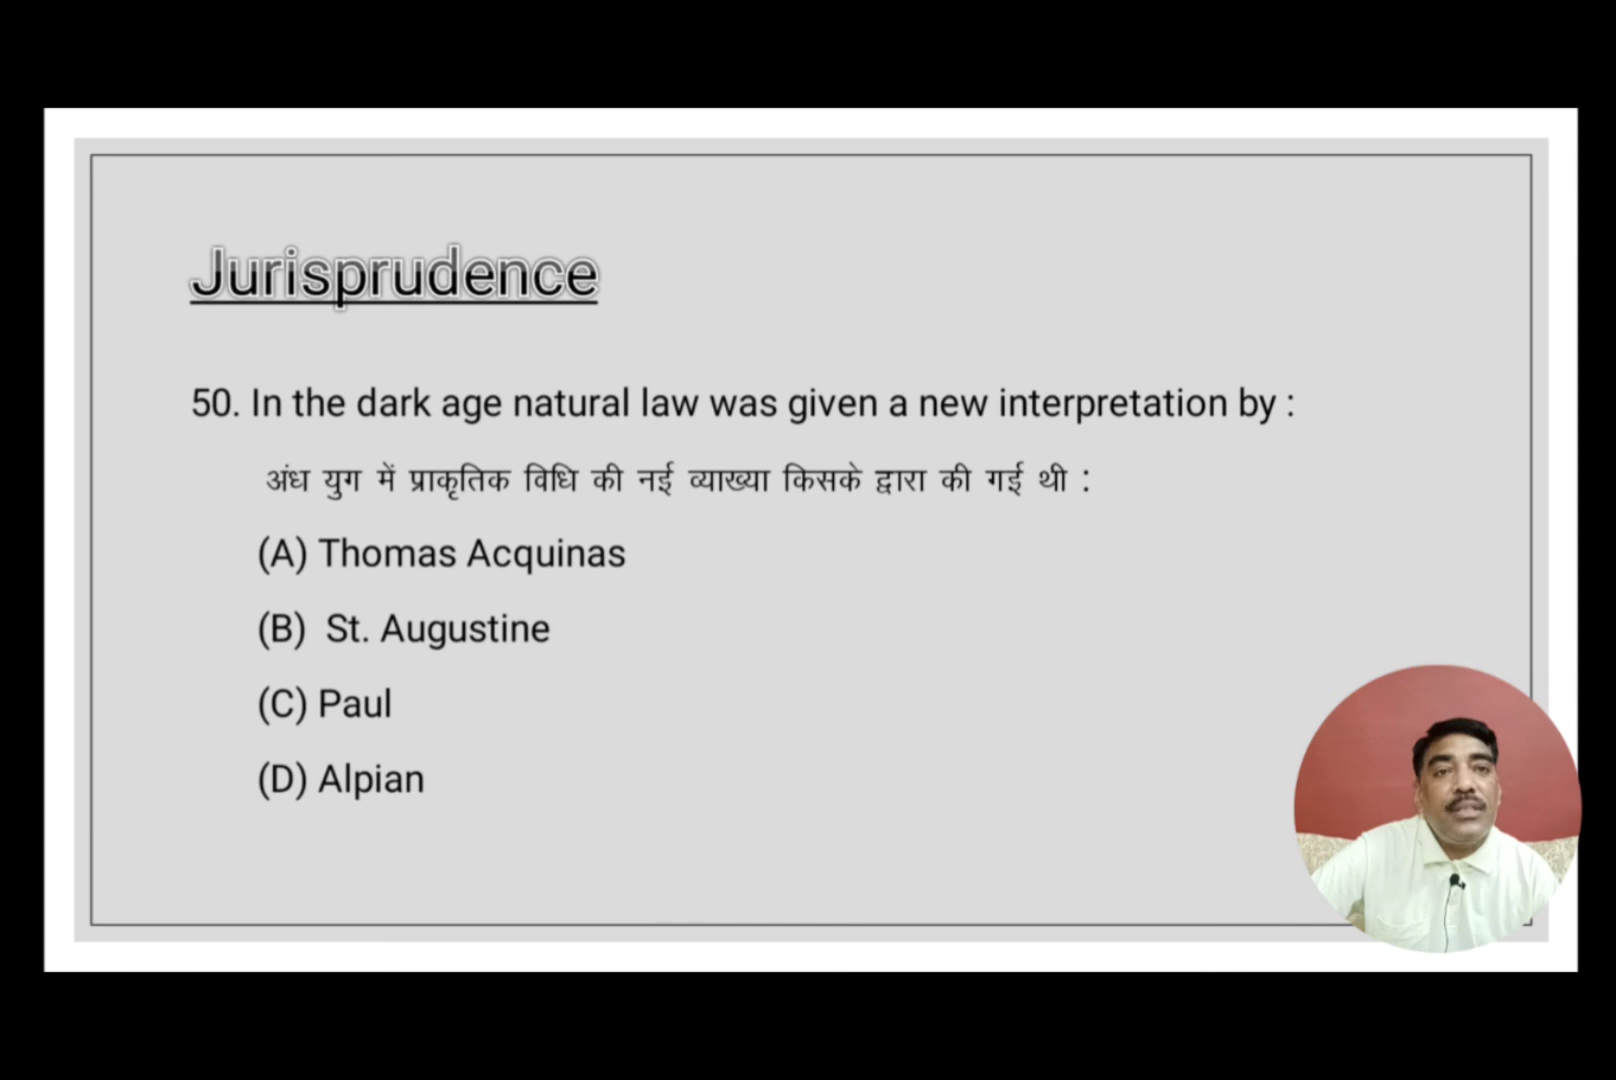 Jurisprudence
50. In the dark age natural law was given a new interpretation by :
अंध युग में प्राकृतिक विधि की नई व्याख्या किसके द्वारा की गई थी :
(A) Thomas Acquinas
(B) St. Augustine
(C) Paul
(D) Alpian